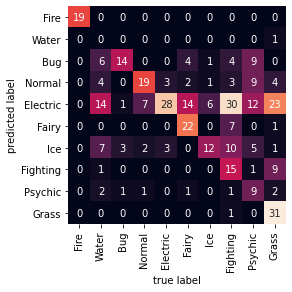 predicted label
Fire 19 0 0 0 0 0 0 0 0 0
Water 0 0 0 0 0 0 0 0 0 1
Bug 0 6 14 0 0 4 1 4 9 0
Normal 0 4 0 19 3 2 1 3 9 4
Electric 0 14 1 7 28 14 6 30 12 23
Fairy 0 0 0 0 0 22 0 7 0 1
Ice 0 7 3 2 3 0 12 10 5 1
Fighting 0 1 0 0 0 0 0 15 1 9
Psychic 0 2 1 1 0 1 0 1 9 2
Grass 0 0 0 0 0 0 0 1 0 31
Fire Water Bug Normal Electric Fairy Ice Fighting Psychic Grass
true label